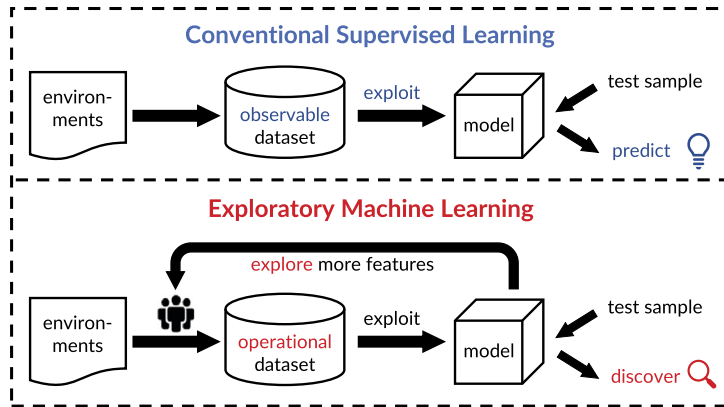 Conventional Supervised Learning
environ-
ments
observable
dataset
exploit
model
test sample
predict
Exploratory Machine Learning
explore more features
environ-
ments
operational
dataset
exploit
model
test sample
discover